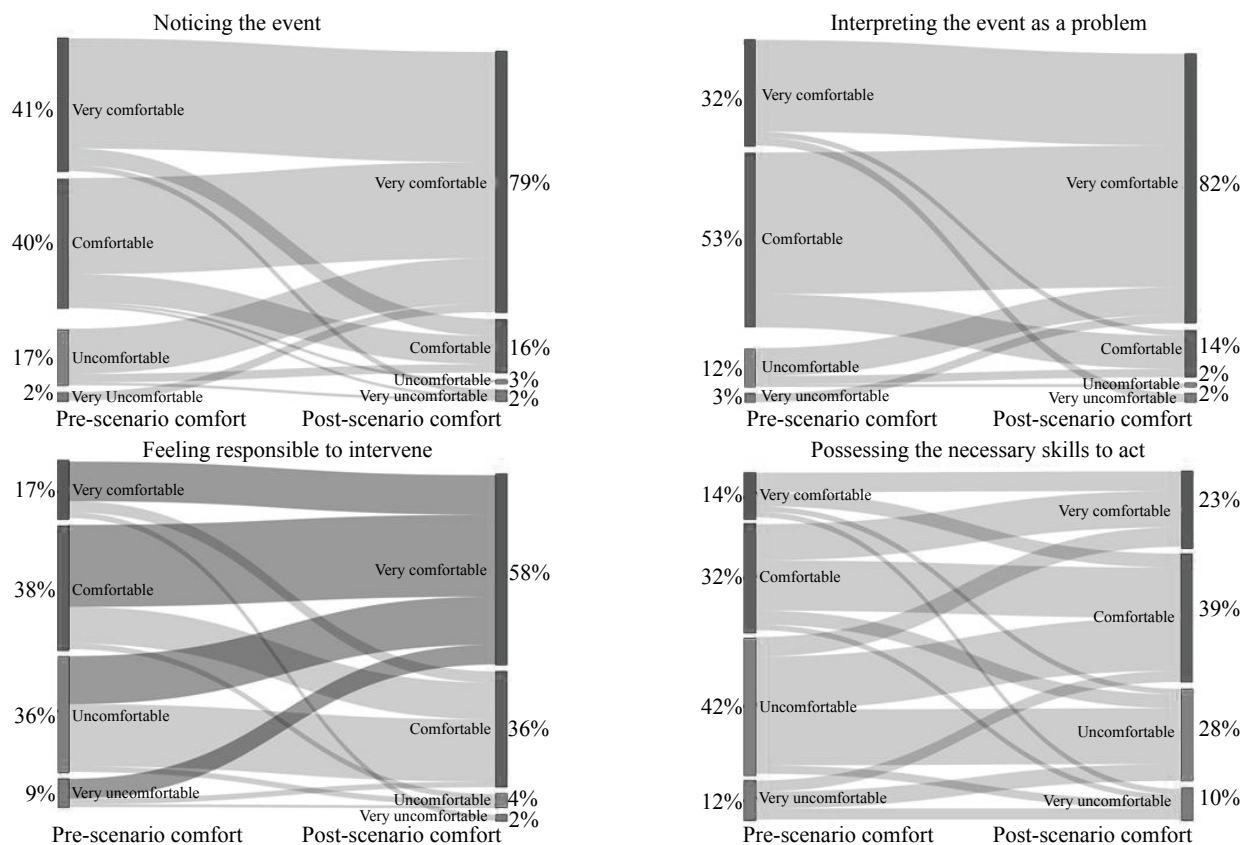 Noticing the event
41%
Very comfortable
Very comfortable
79%
40%
Comfortable
17%
Uncomfortable
Comfortable
16%
Uncomfortable
3%
2%
Very Uncomfortable
Very uncomfortable
2%
Pre-scenario comfort
Post-scenario comfort
Interpreting the event as a problem
32%
Very comfortable
Very comfortable
82%
53%
Comfortable
Comfortable
14%
12%
Uncomfortable
Uncomfortable
2%
3%
Very uncomfortable
Very uncomfortable
2%
Pre-scenario comfort
Post-scenario comfort
Feeling responsible to intervene
17%
Very comfortable
Very comfortable
58%
38%
Comfortable
36%
Uncomfortable
Comfortable
36%
9%
Very uncomfortable
Uncomfortable
4%
Very uncomfortable
2%
Pre-scenario comfort
Post-scenario comfort
Possessing the necessary skills to act
14%
Very comfortable
Very comfortable
23%
32%
Comfortable
Comfortable
39%
42%
Uncomfortable
Uncomfortable
28%
12%
Very uncomfortable
Very uncomfortable
10%
Pre-scenario comfort
Post-scenario comfort